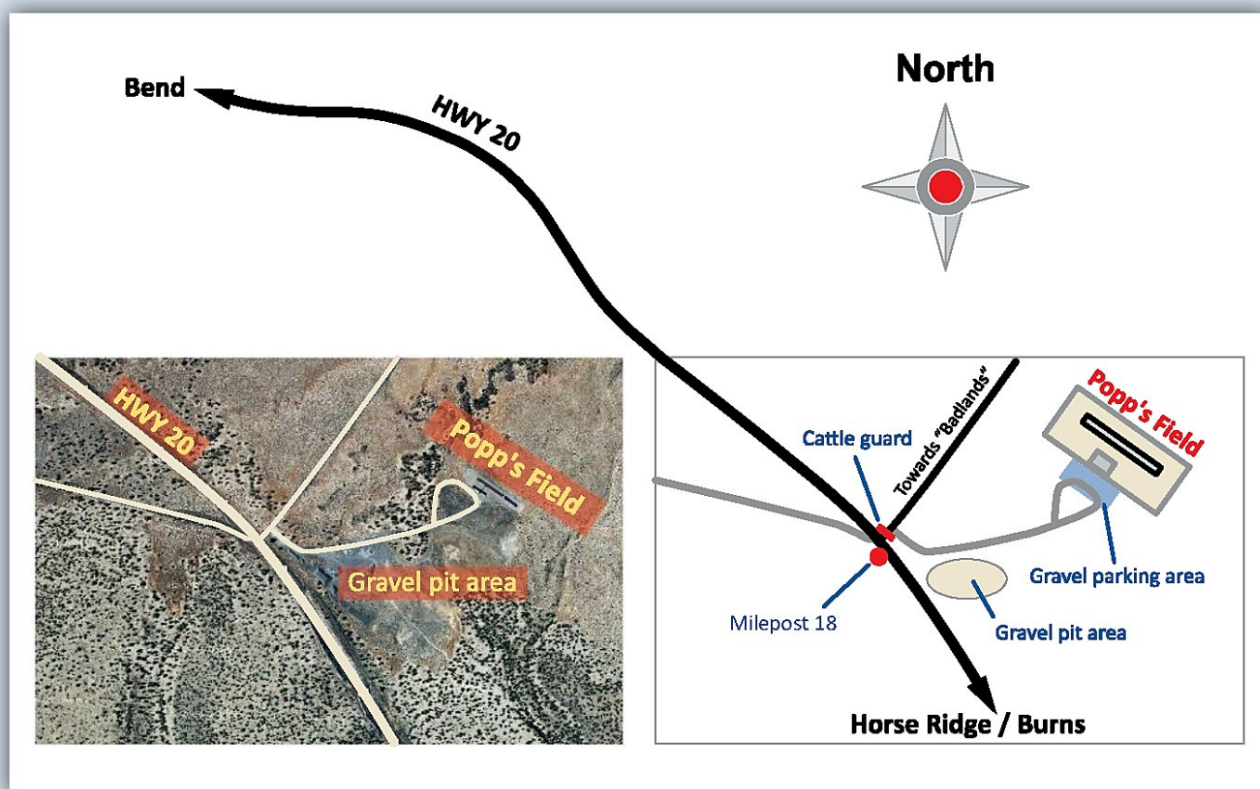 North
Bend
HWY 20
HWY 20
Popp's Field
Gravel pit area
Popp's Field
Towards "Badlands"
Cattle guard
Gravel parking area
Milepost 18
Gravel pit area
Horse Ridge / Burns